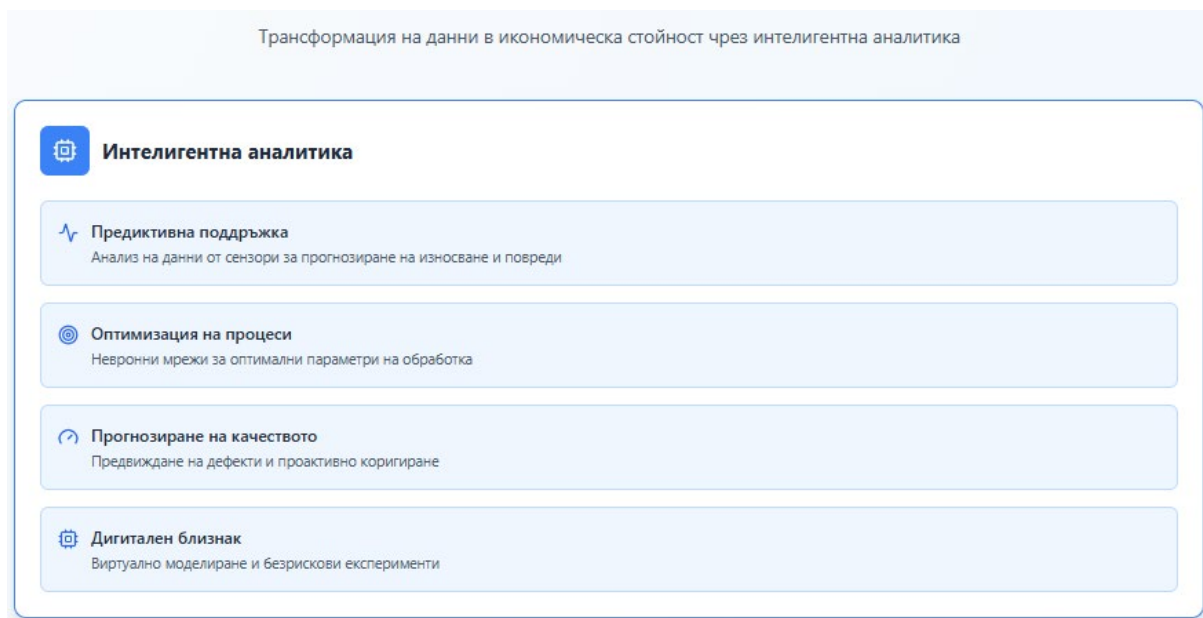 Трансформация на данни в икономическа стойност чрез интелигентна аналитика
Интелигентна аналитика
Предиктивна поддръжка
Анализ на данни от сензори за прогнозиране на износване и повреди
Оптимизация на процеси
Невронни мрежи за оптимални параметри на обработка
Прогнозиране на качеството
Предвиждане на дефекти и проактивно коригиране
Дигитален близнак
Виртуално моделиране и безрискови експерименти